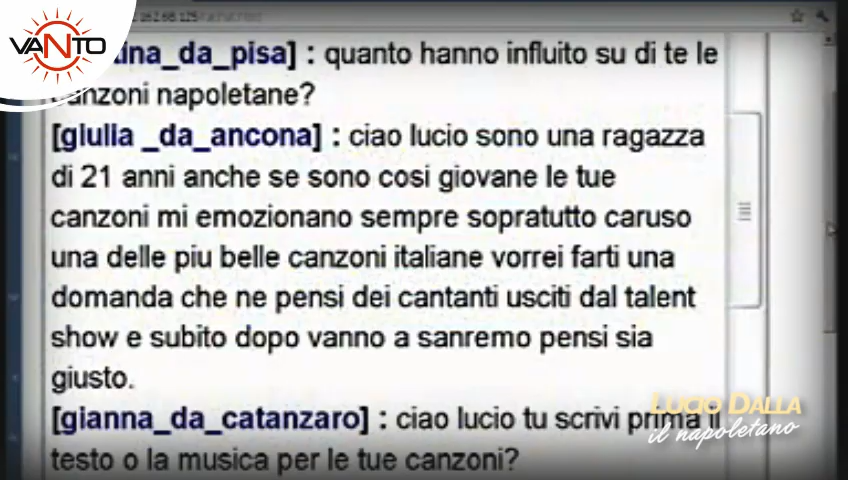 VANTO
tina_da_pisa] : quanto hanno influito su di te le
canzoni napoletane?
[giulia _da_ancona] : ciao lucio sono una ragazza
di 21 anni anche se sono cosi giovane le tue
canzoni mi emozionano sempre sopratutto caruso
una delle piu belle canzoni italiane vorrei farti una
domanda che ne pensi dei cantanti usciti dal talent
show e subito dopo vanno a sanremo pensi sia
giusto.
[gianna_da_catanzaro] : ciao lucio tu scrivi prima il
testo o la musica per le tue canzoni?
LUCIO DALLA
il napoletano